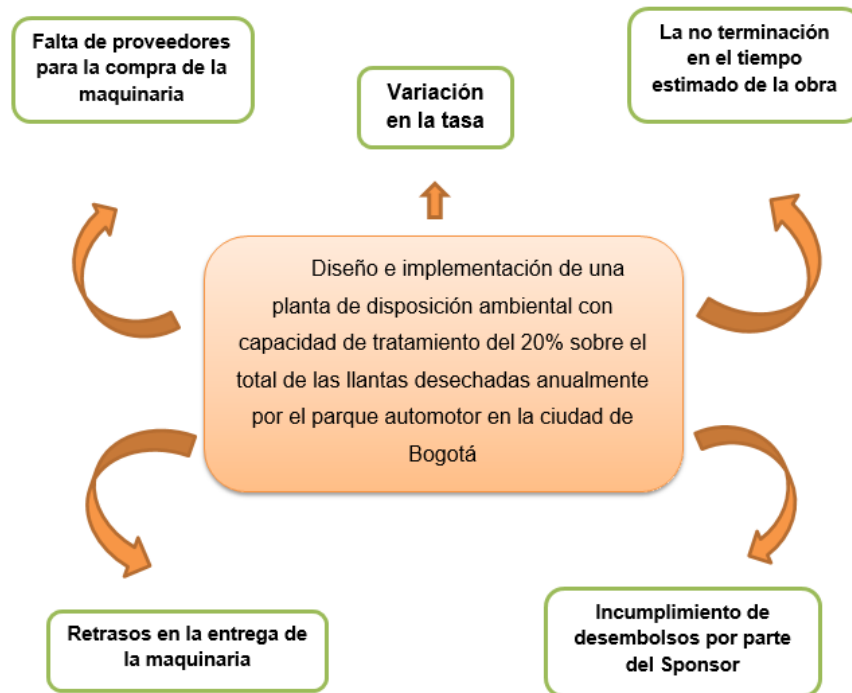 Falta de proveedores
para la compra de la
maquinaria
Variación
en la tasa
La no terminación
en el tiempo
estimado de la obra
Diseño e implementación de una
planta de disposición ambiental con
capacidad de tratamiento del 20% sobre el
total de las llantas desechadas anualmente
por el parque automotor en la ciudad de
Bogotá
Retrasos en la entrega de
la maquinaria
Incumplimiento de
desembolsos por parte
del Sponsor